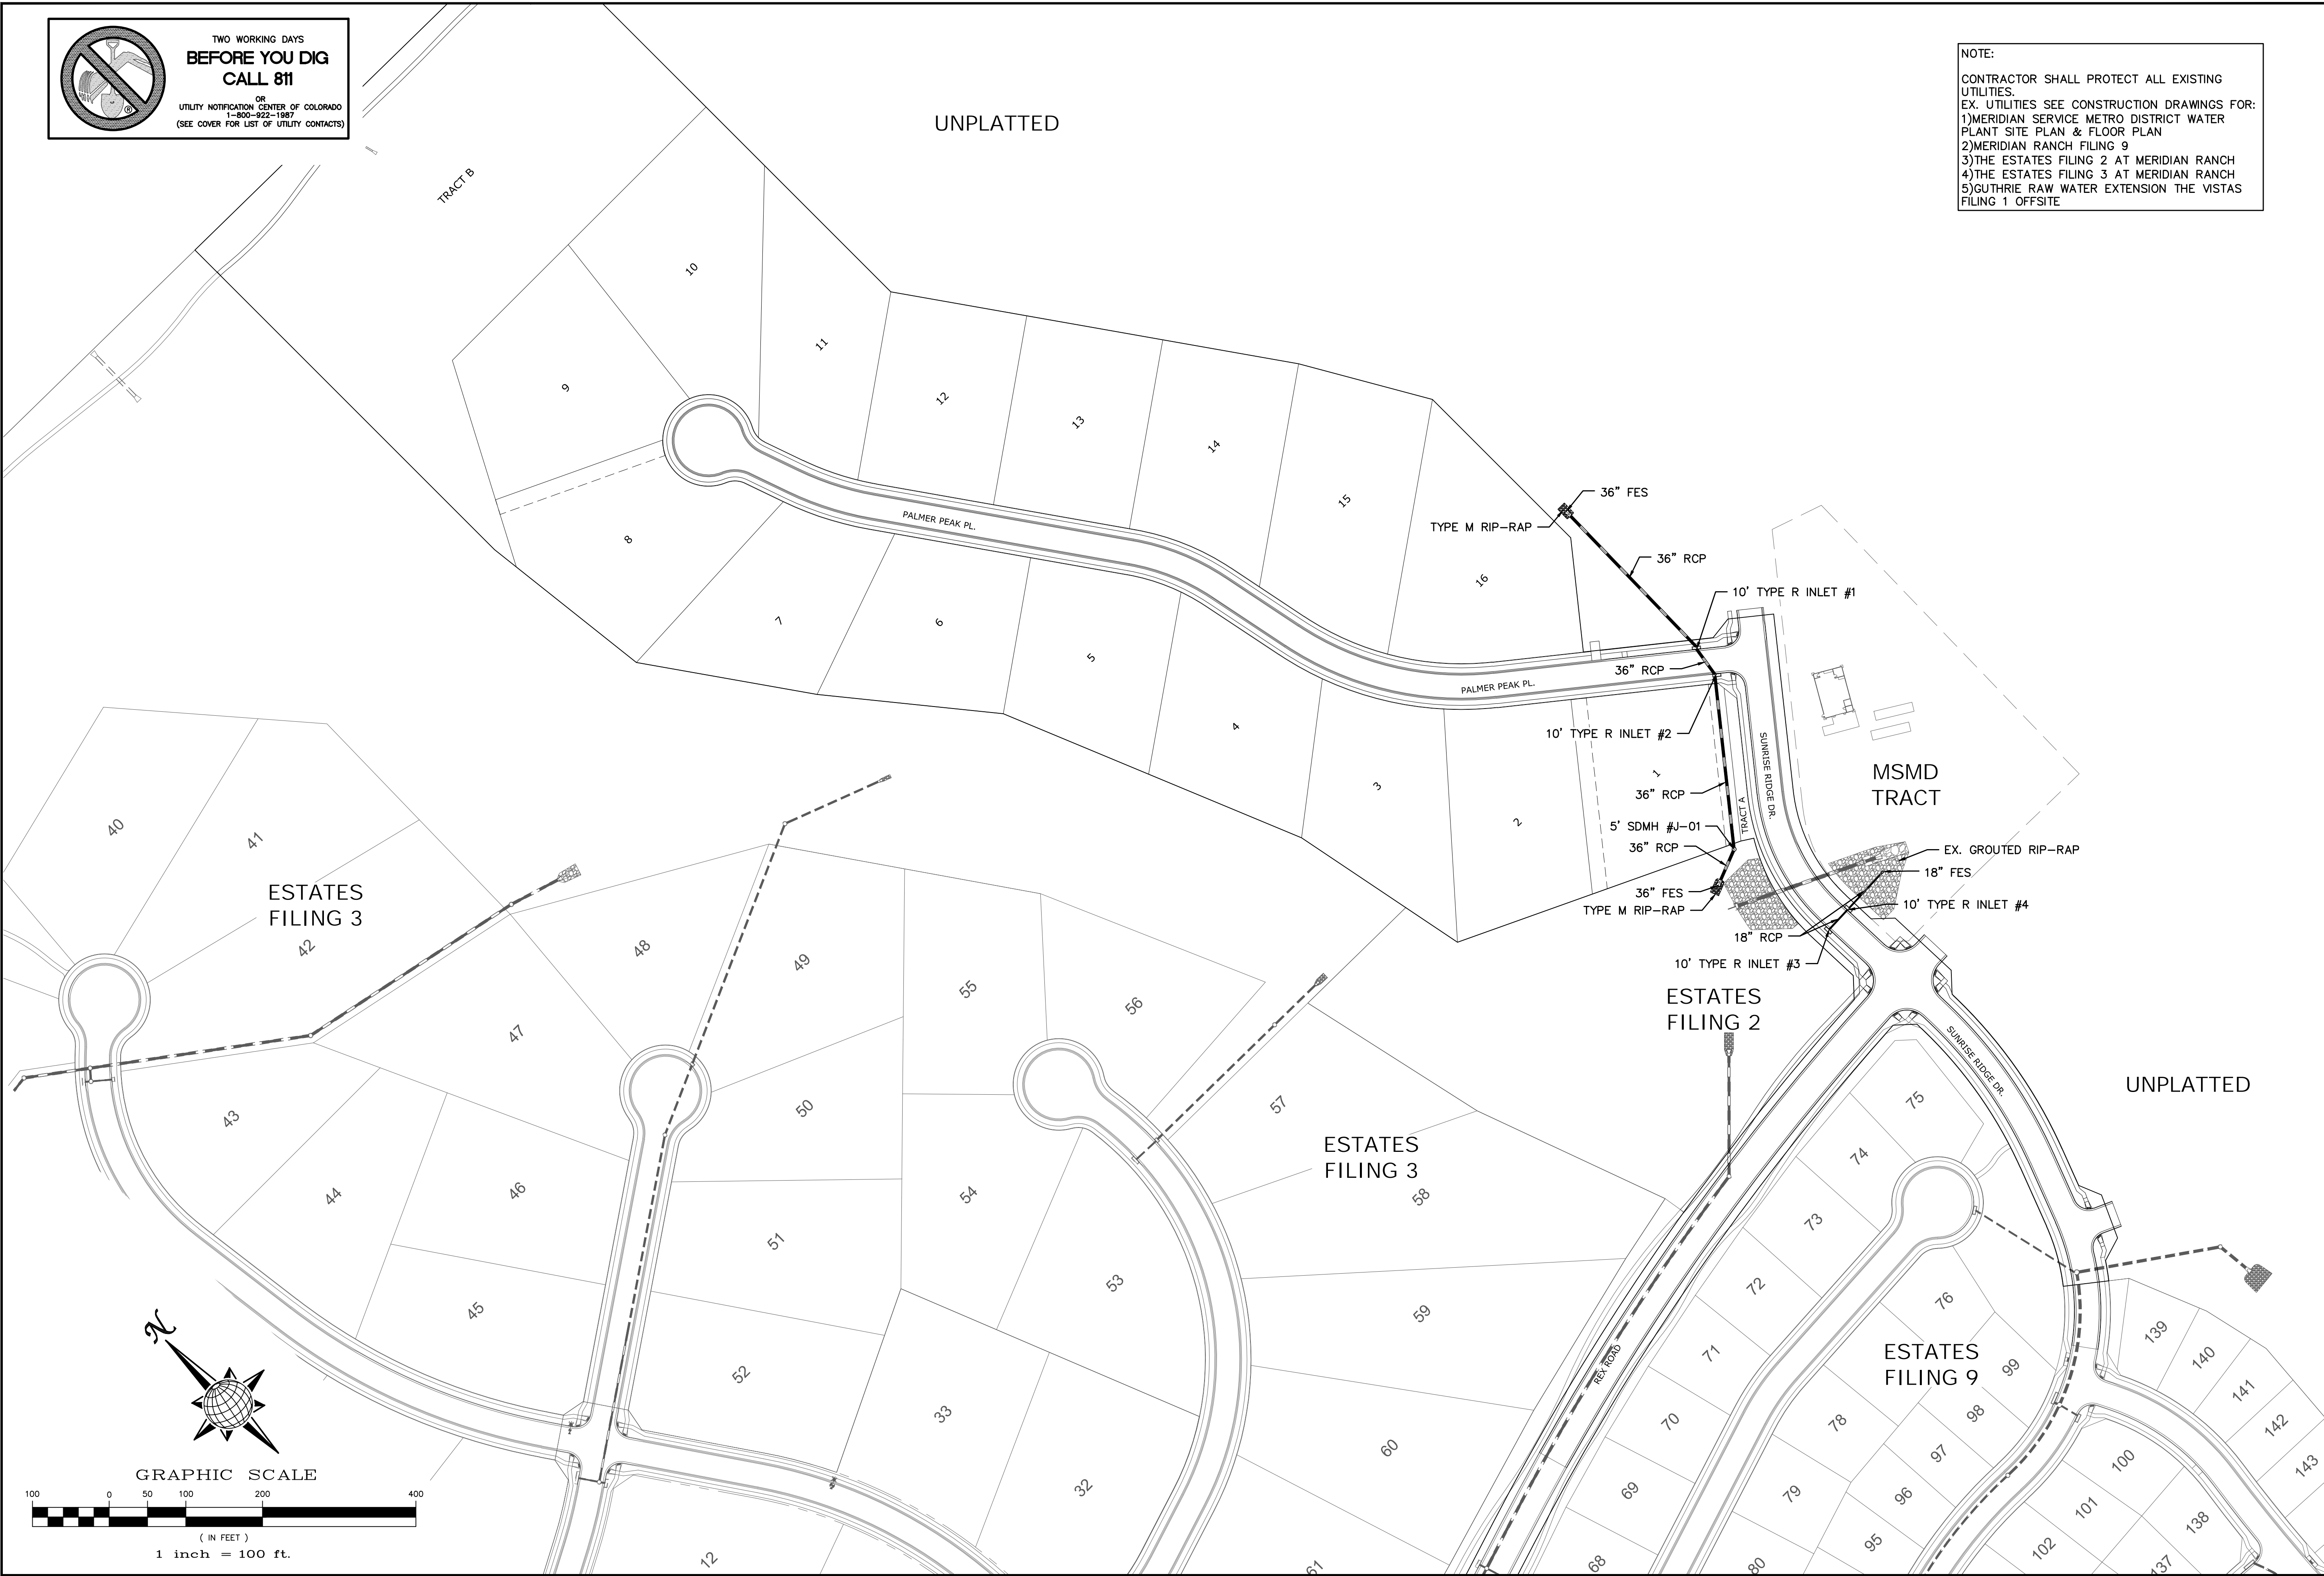 TWO WORKING DAYS
BEFORE YOU DIG
CALL 811
OR
UTILITY NOTIFICATION CENTER OF COLORADO
1-800-922-1987
(SEE COVER FOR LIST OF UTILITY CONTACTS)
®
NOTE:
CONTRACTOR SHALL PROTECT ALL EXISTING
UTILITIES.
EX. UTILITIES SEE CONSTRUCTION DRAWINGS FOR:
1)MERIDIAN SERVICE METRO DISTRICT WATER
PLANT SITE PLAN & FLOOR PLAN
2)MERIDIAN RANCH FILING 9
3)THE ESTATES FILING 2 AT MERIDIAN RANCH
4)THE ESTATES FILING 3 AT MERIDIAN RANCH
5)GUTHRIE RAW WATER EXTENSION THE VISTAS
FILING 1 OFFSITE
UNPLATTED
TRACT B
10
11
9
12
13
14
15
16
8
7
6
5
4
3
2
1
PALMER PEAK PL.
PALMER PEAK PL.
36" FES
TYPE M RIP-RAP
36" RCP
10' TYPE R INLET #1
36" RCP
10' TYPE R INLET #2
36" RCP
5' SDMH #J-01
36" RCP
36" FES
TYPE M RIP-RAP
TRACT A
SUNRISE RIDGE DR.
MSMD
TRACT
EX. GROUTED RIP-RAP
18" FES
10' TYPE R INLET #4
18" RCP
10' TYPE R INLET #3
ESTATES
FILING 2
SUNRISE RIDGE DR.
UNPLATTED
40
41
ESTATES
FILING 3
42
48
49
55
56
47
43
50
57
ESTATES
FILING 3
44
46
54
58
51
45
53
59
52
33
60
32
12
61
REX ROAD
75
74
73
72
76
71
ESTATES
FILING 9
99
70
78
98
97
69
79
96
100
95
101
68
80
102
138
137
139
140
141
142
143
N
GRAPHIC SCALE
100
0
50
100
200
400
( IN FEET )
1 inch = 100 ft.